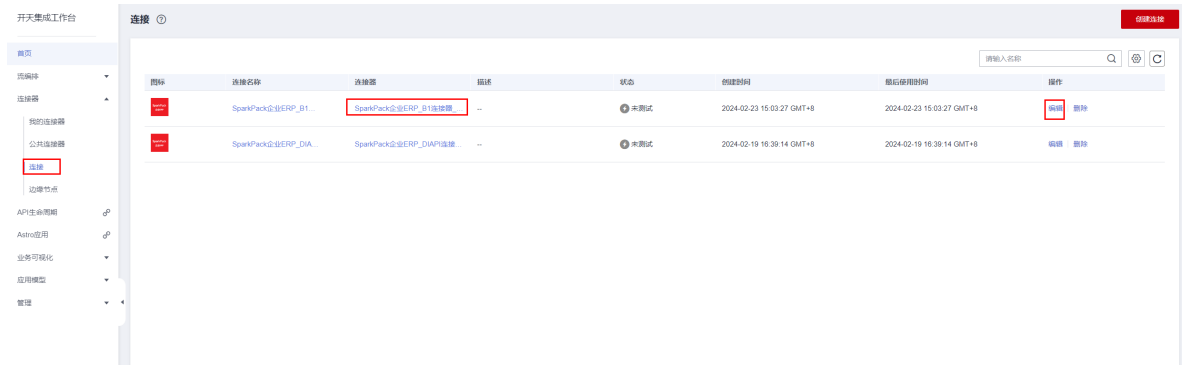 开天集成工作台
首页
流编排
连接器
我的连接器
公共连接器
连接
边缘节点
API生命周期
Astro应用
业务可视化
应用模型
管理
连接
创建连接
请输入名称
图标 连接名称 连接器 描述 状态 创建时间 最后使用时间 操作
SparkPack企业ERP_B1... SparkPack企业ERP_B1连接器_... -- 未测试 2024-02-23 15:03:27 GMT+8 2024-02-23 15:03:27 GMT+8 编辑 删除
SparkPack企业ERP_DIA... SparkPack企业ERP_DIAPI连接... -- 未测试 2024-02-19 16:39:14 GMT+8 2024-02-19 16:39:14 GMT+8 编辑 删除